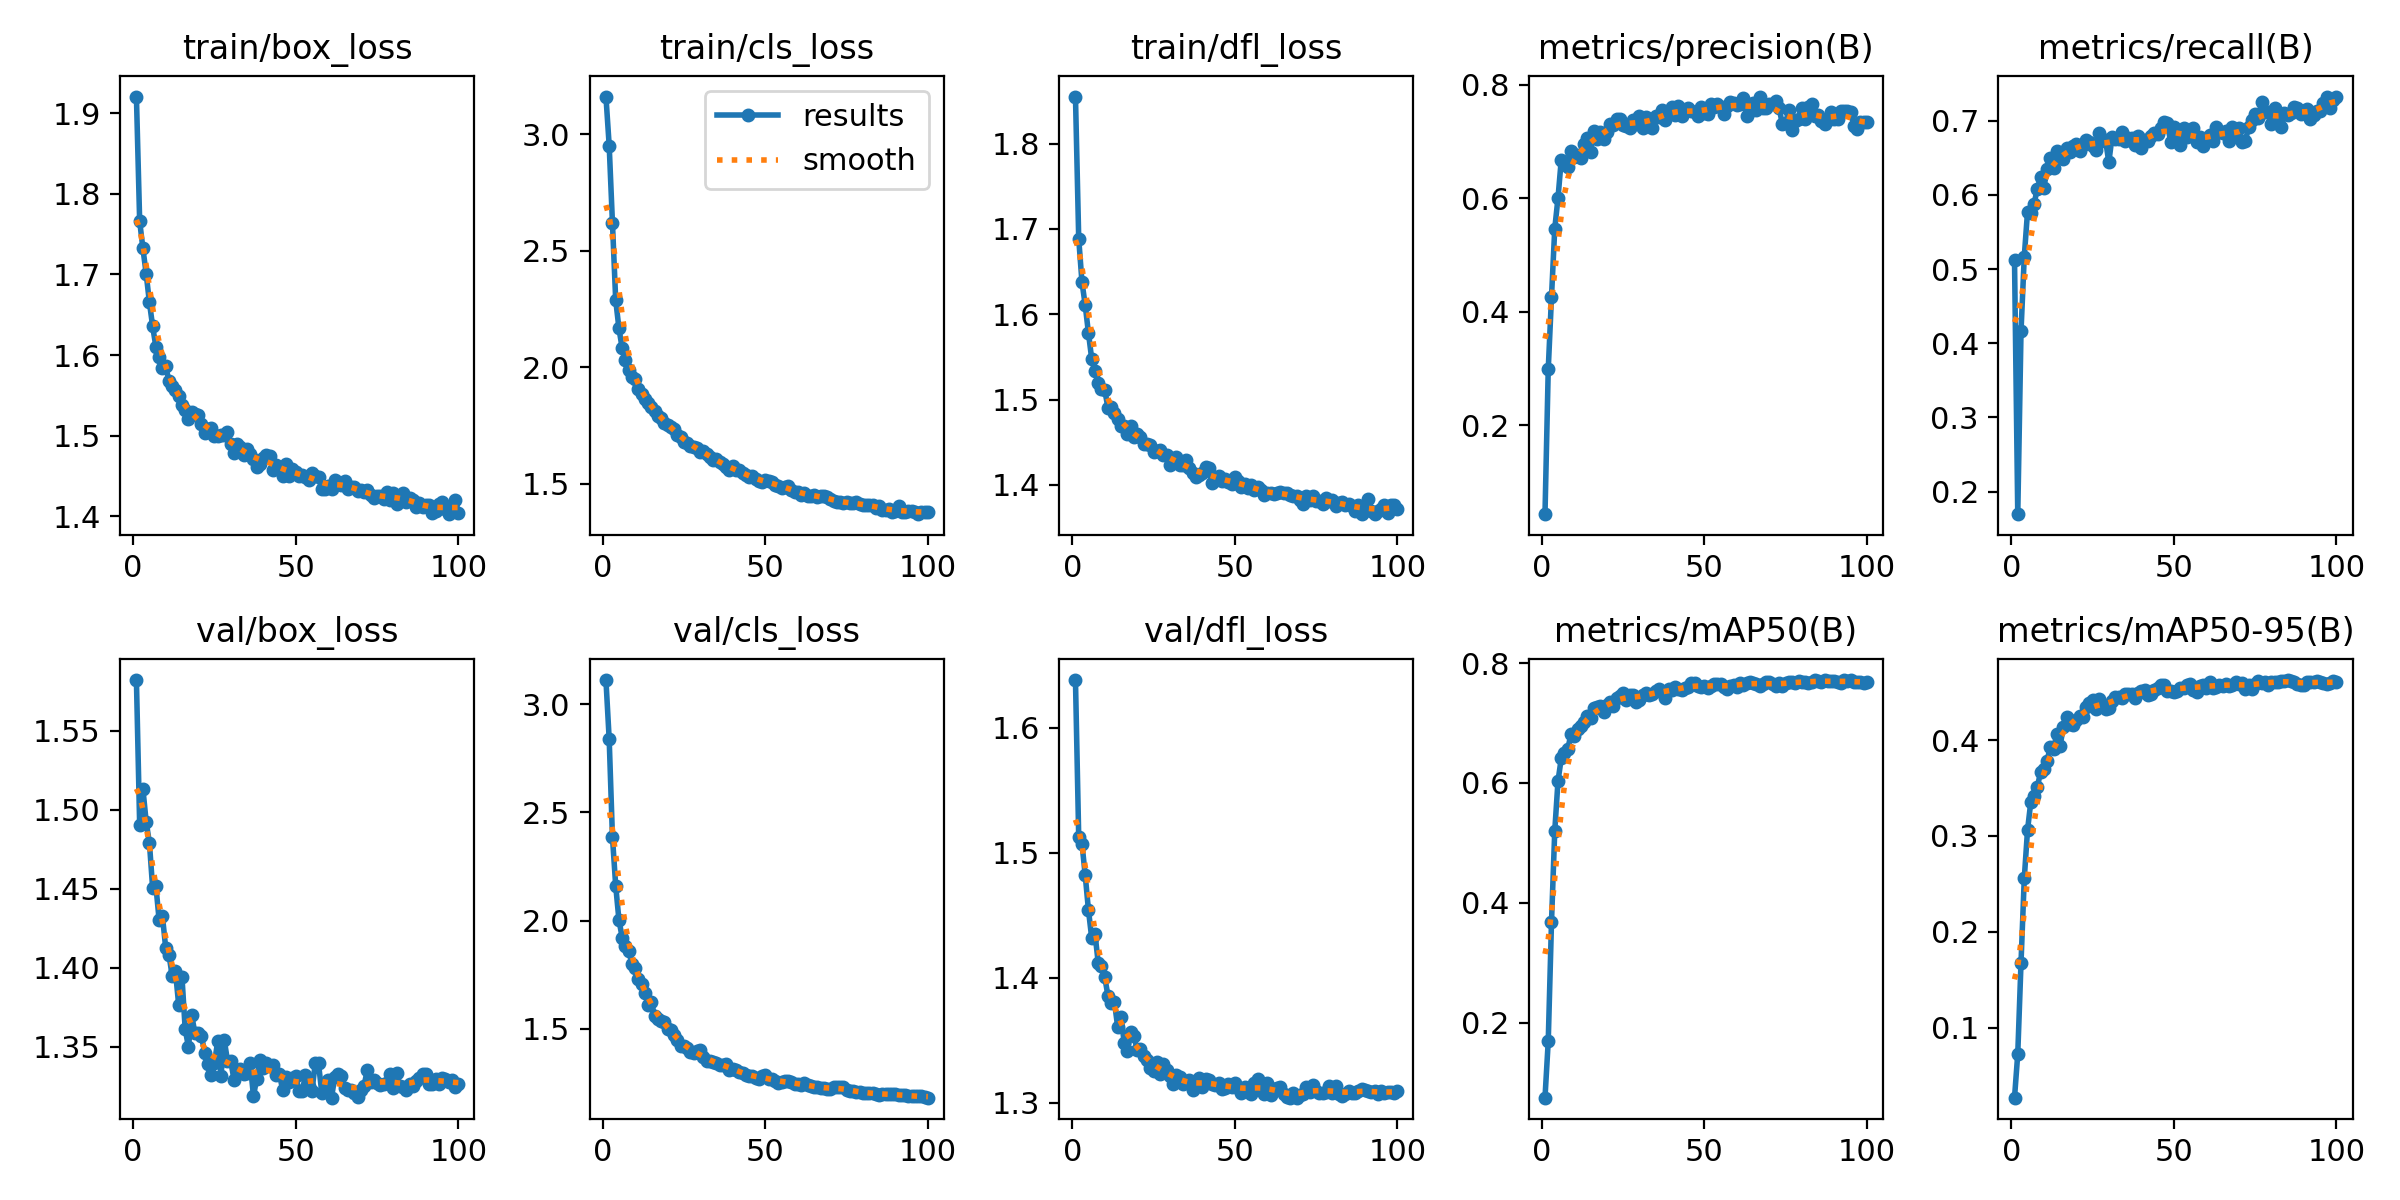 train/box_loss
1.9
1.8
1.7
1.6
1.5
1.4
0 50 100
train/cls_loss
results
smooth
3.0
2.5
2.0
1.5
0 50 100
train/dfl_loss
1.8
1.7
1.6
1.5
1.4
0 50 100
metrics/precision(B)
0.8
0.6
0.4
0.2
0 50 100
metrics/recall(B)
0.7
0.6
0.5
0.4
0.3
0.2
0 50 100
val/box_loss
1.55
1.50
1.45
1.40
1.35
0 50 100
val/cls_loss
3.0
2.5
2.0
1.5
0 50 100
val/dfl_loss
1.6
1.5
1.4
1.3
0 50 100
metrics/mAP50(B)
0.8
0.6
0.4
0.2
0 50 100
metrics/mAP50-95(B)
0.4
0.3
0.2
0.1
0 50 100